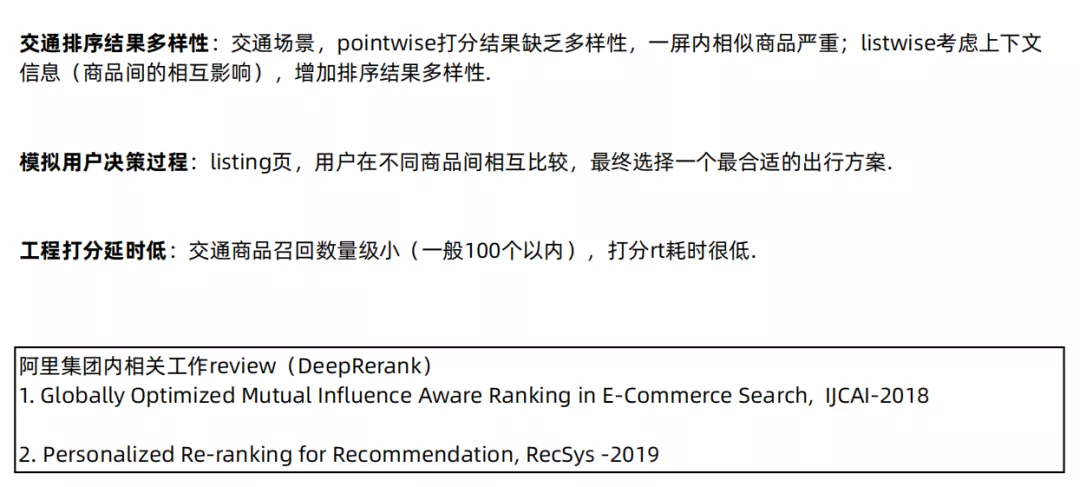 交通排序结果多样性：交通场景，pointwise打分结果缺乏多样性，一屏内相似商品严重；listwise考虑上下文
信息（商品间的相互影响），增加排序结果多样性.
模拟用户决策过程：listing页，用户在不同商品间相互比较，最终选择一个最合适的出行方案.
工程打分延时低：交通商品召回数量级小（一般100个以内），打分rt耗时很低.
阿里集团内相关工作review（DeepRerank）
1. Globally Optimized Mutual Influence Aware Ranking in E-Commerce Search, IJCAI-2018
2. Personalized Re-ranking for Recommendation, RecSys -2019